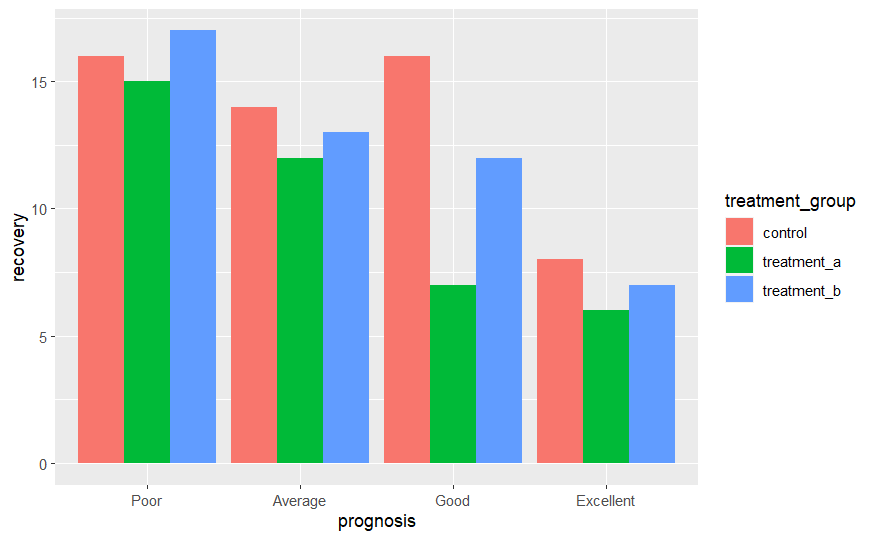 recovery
15
10
5
0
Poor Average Good Excellent
prognosis
treatment_group
control
treatment_a
treatment_b